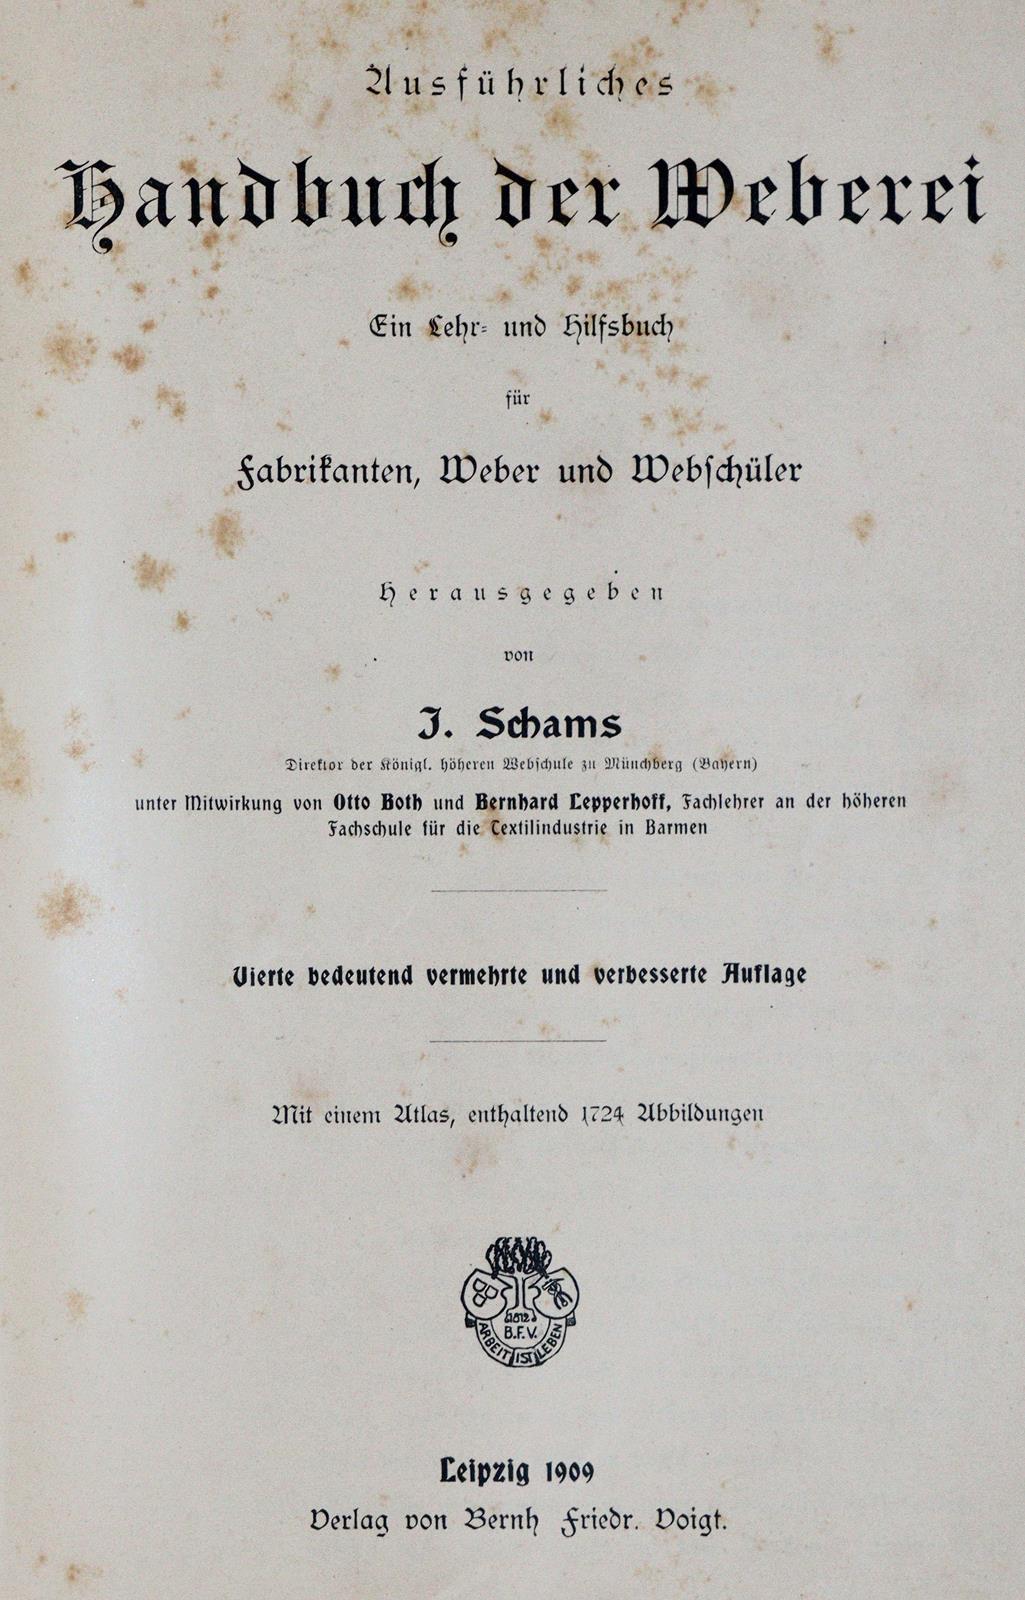 Ausführliches
Handbuch der Weberei
Ein Lehr- und Hilfsbuch
für
Fabrikanten, Weber und Webschüler
Herausgegeben
von
J. Schams
Direktor der Königl. höheren Webschule zu Münchberg (Bayern)
unter Mitwirkung von Otto Both und Bernhard Lepperhoff, Fachlehrer an der höheren
Fachschule für die Textilindustrie in Barmen
Vierte bedeutend vermehrte und verbesserte Auflage
Mit einem Atlas, enthaltend 1724 Abbildungen
1812
B.F.V.
ARBEIT IST LEBEN
Leipzig 1909
Verlag von Bernh Friedr. Voigt.